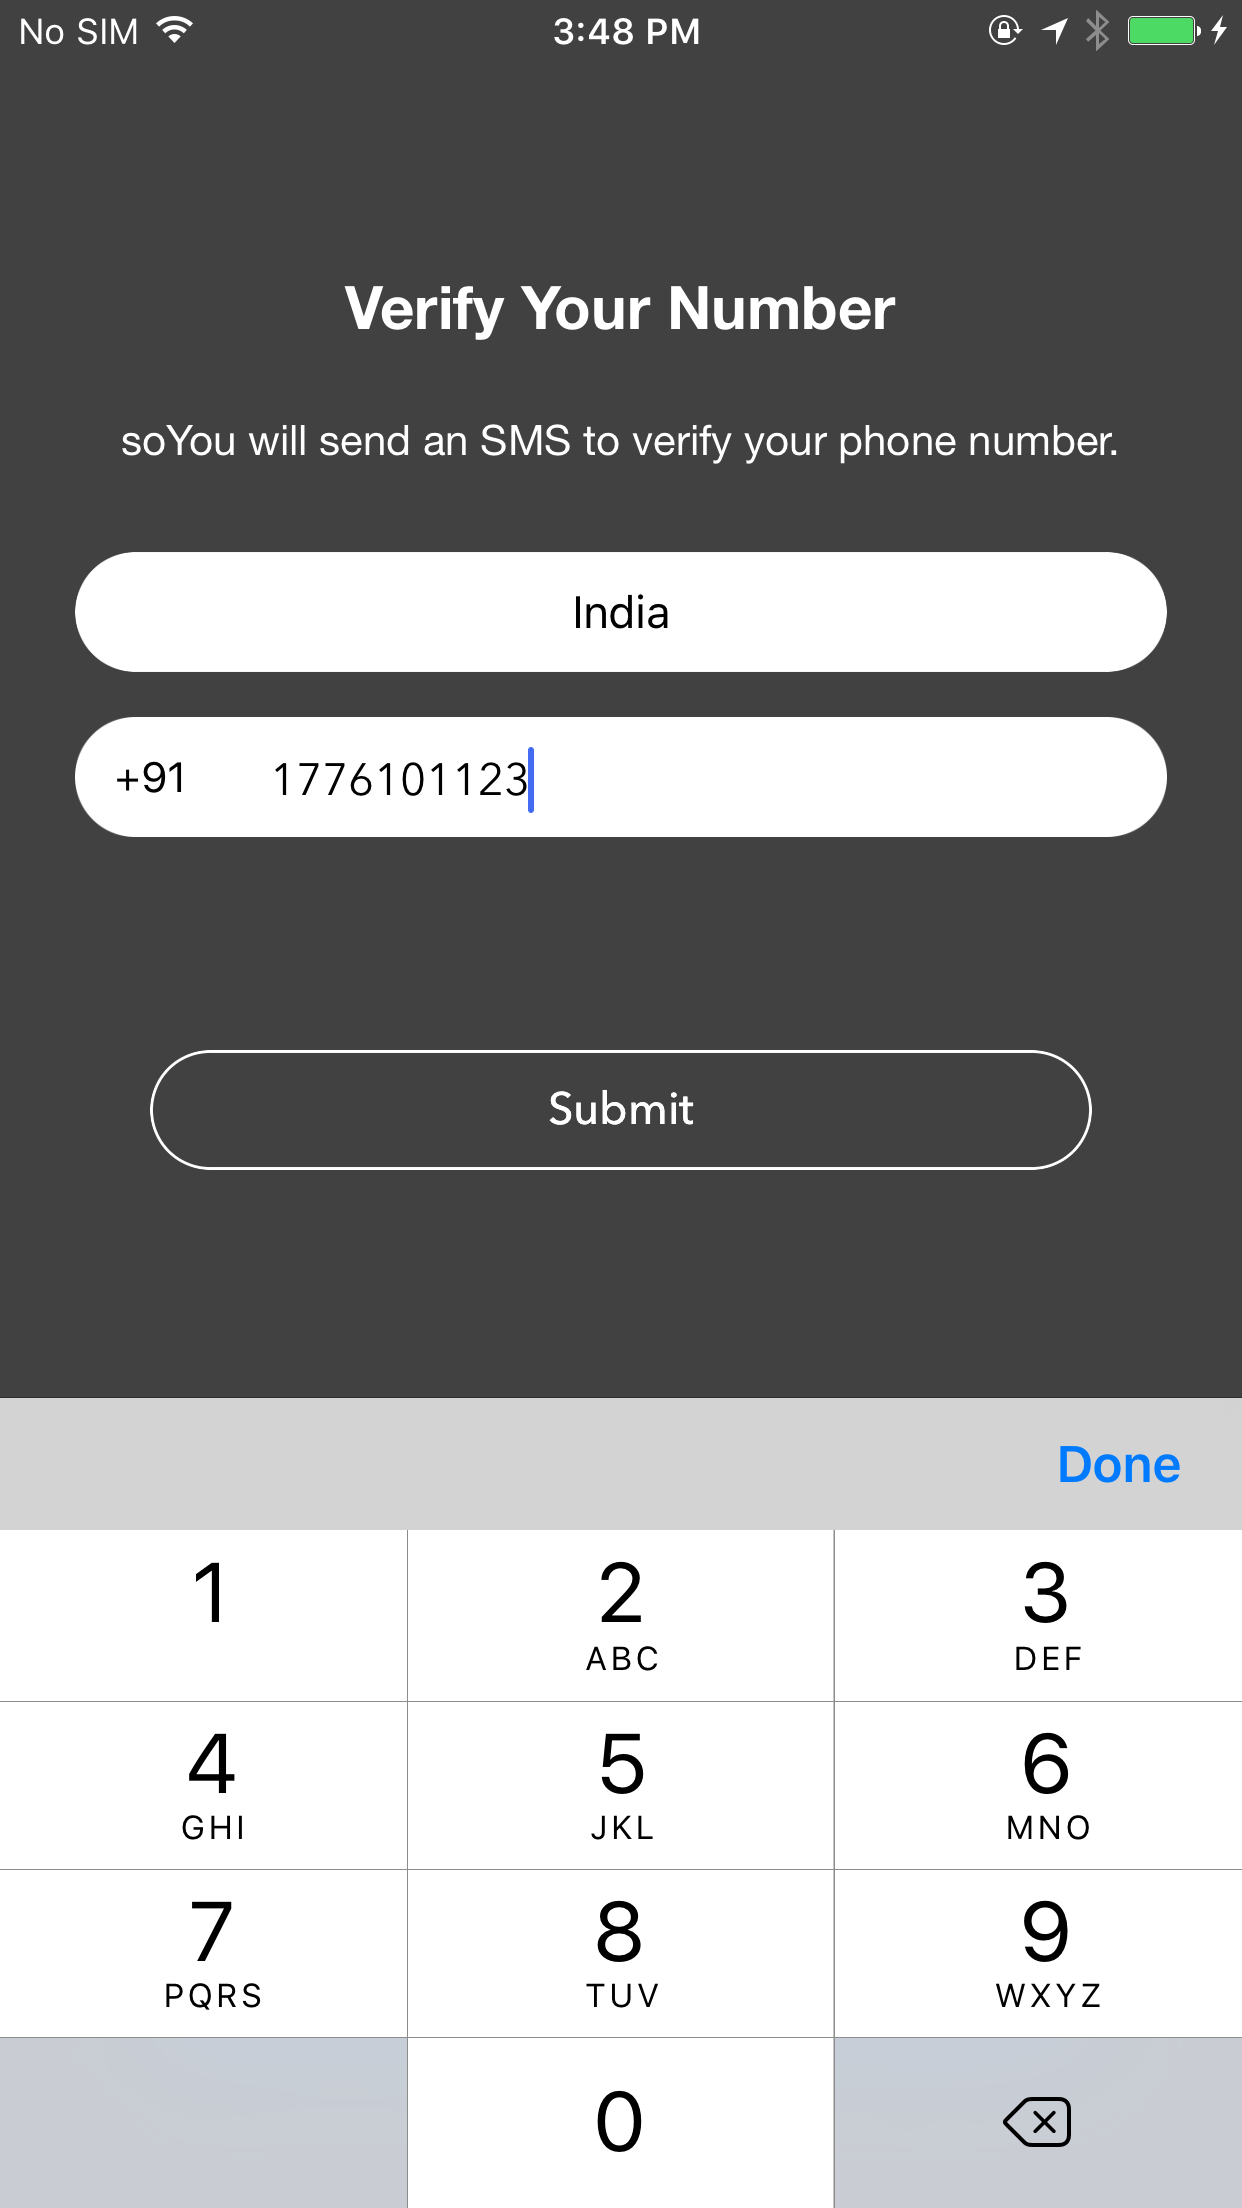 No SIM 3:48 PM
Verify Your Number
soYou will send an SMS to verify your phone number.
India
+91 1776101123
Submit
Done
1 2 3
ABC DEF
4 5 6
GHI JKL MNO
7 8 9
PQRS TUV WXYZ
0